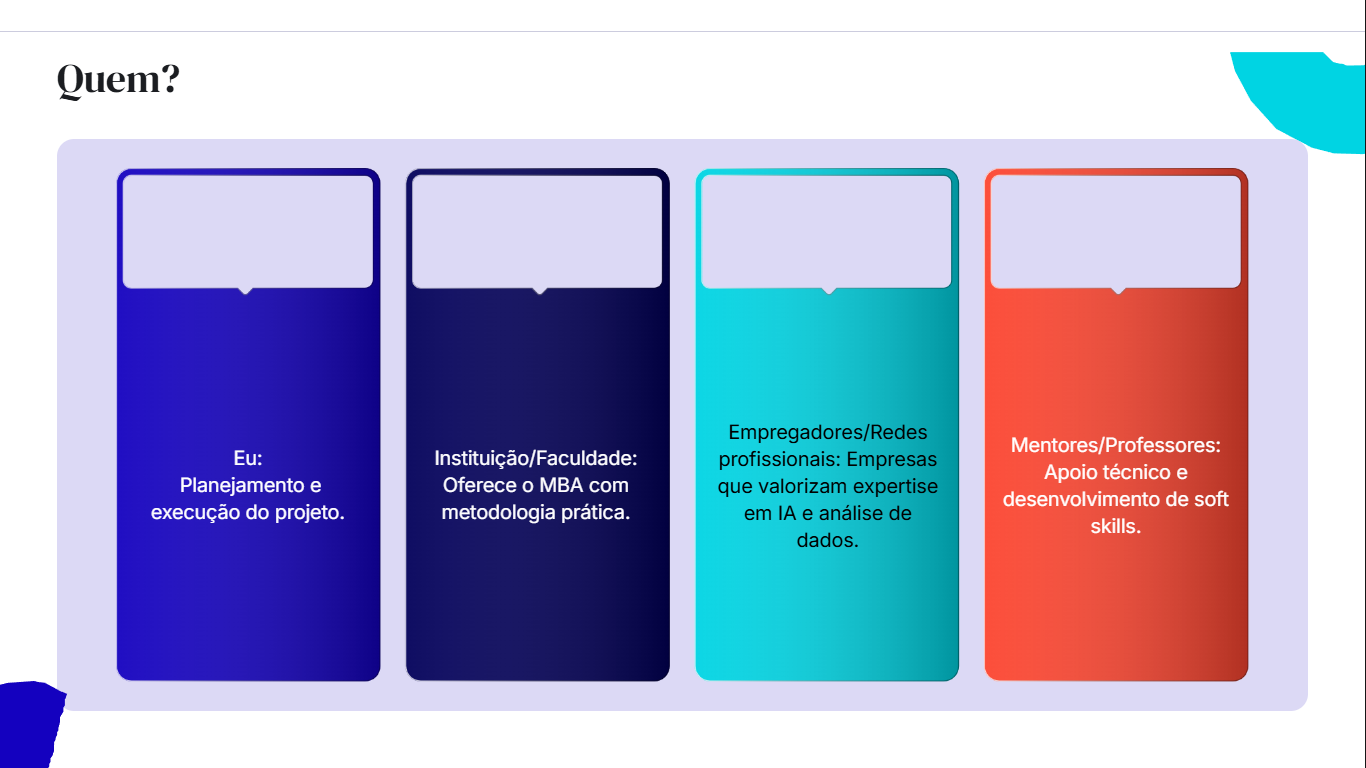 Quem?
Eu:
Planejamento e
execução do projeto.
Instituição/Faculdade:
Oferece o MBA com
metodologia prática.
Empregadores/Redes
profissionais: Empresas
que valorizam expertise
em IA e análise de
dados.
Mentores/Professores:
Apoio técnico e
desenvolvimento de soft
skills.